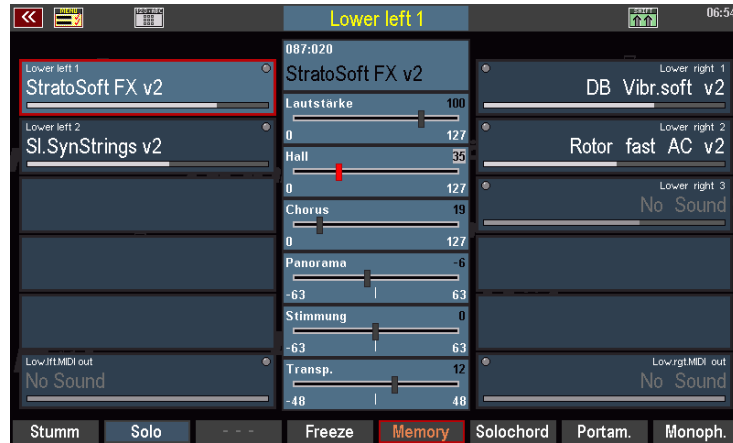 MENU
Lower left 1
SHIFT
06:54
Lower left 1
StratoSoft FX v2
Lower left 2
Sl.SynStrings v2
Low.lft.MIDI out
No Sound
087:020
StratoSoft FX v2
Lautstärke 100
0 127
Hall 35
0 127
Chorus 19
0 127
Panorama -6
-63 63
Stimmung 0
-63 63
Transp. 12
-48 48
Lower right 1
DB Vibr.soft v2
Lower right 2
Rotor fast AC v2
Lower right 3
No Sound
Low.rgt.MIDI out
No Sound
Stumm Solo - - - Freeze Memory Solochord Portam. Monoph.